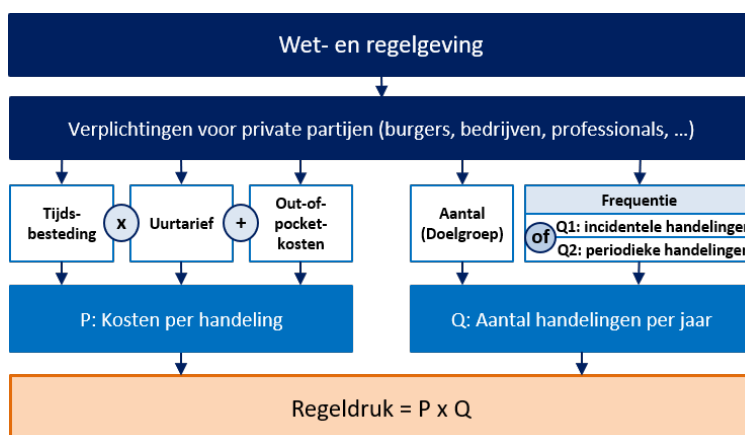 Wet- en regelgeving
Verplichtingen voor private partijen (burgers, bedrijven, professionals, ...)
Tijds-
besteding
x
Uurtarief
+
Out-of-
pocket-
kosten
Aantal
(Doelgroep)
Frequentie
of
Q1: incidentele handelingen
Q2: periodieke handelingen
P: Kosten per handeling
Q: Aantal handelingen per jaar
Regeldruk = P x Q